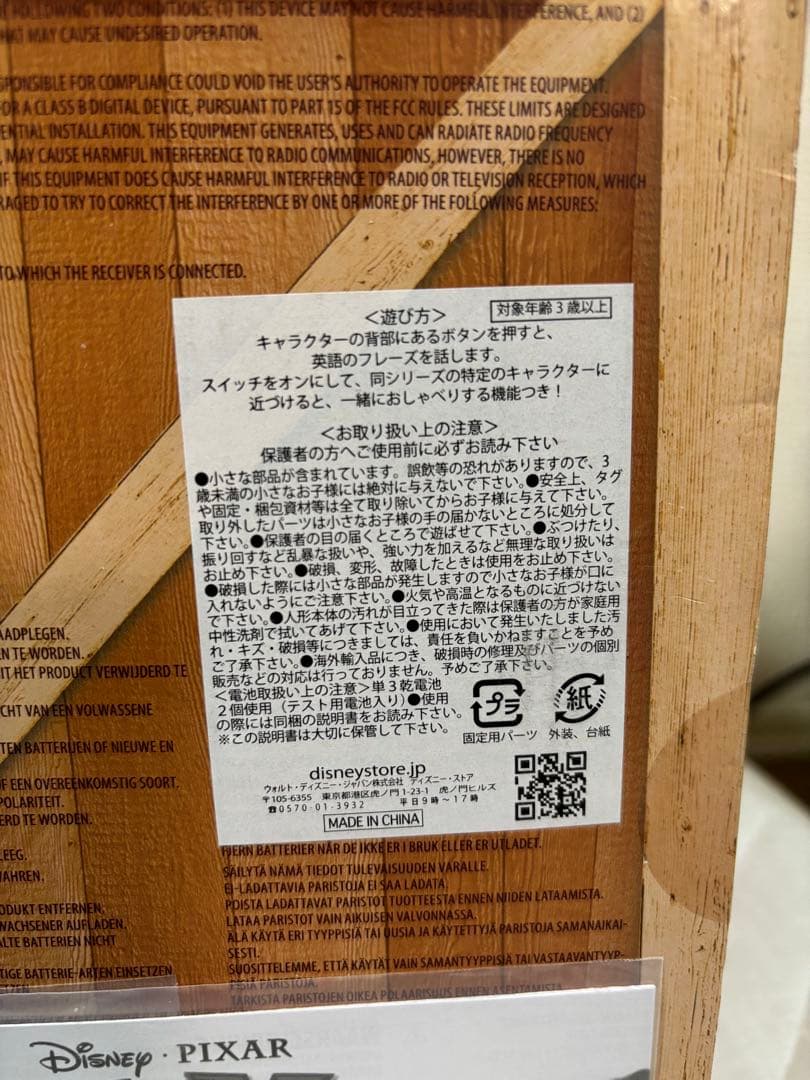 FOLLOWING TWO CONDITIONS: (1) THIS DEVICE MAY NOT CAUSE HARMFUL INTERFERENCE, AND (2)
MAY CAUSE UNDESIRED OPERATION.
FOR COMPLIANCE COULD VOID THE USER'S AUTHORITY TO OPERATE THE EQUIPMENT.
OR A CLASS B DIGITAL DEVICE, PURSUANT TO PART 15 OF THE FCC RULES. THESE LIMITS ARE DESIGNED
INSTALLATION. THIS EQUIPMENT GENERATES, USES AND CAN RADIATE RADIO FREQUENCY
MAY CAUSE HARMFUL INTERFERENCE TO RADIO COMMUNICATIONS, HOWEVER, THERE IS NO
IF THIS EQUIPMENT DOES CAUSE HARMFUL INTERFERENCE TO RADIO OR TELEVISION RECEPTION, WHICH
TO TRY TO CORRECT THE INTERFERENCE BY ONE OR MORE OF THE FOLLOWING MEASURES:
TO WHICH THE RECEIVER IS CONNECTED.
<遊び方> 対象年齢3歳以上
キャラクターの背部にあるボタンを押すと、
英語のフレーズを話します。
スイッチをオンにして、同シリーズの特定のキャラクターに
近づけると、一緒におしゃべりする機能つき！
<お取り扱い上の注意>
保護者の方へご使用前に必ずお読み下さい
●小さな部品が含まれています。誤飲等の恐れがありますので、3
歳未満の小さなお子様には絶対に与えないで下さい。●安全上、タグ
や固定・梱包資材等は全て取り除いてからお子様に与えて下さい。
取り外したパーツは小さなお子様の手の届かないところに処分して
下さい。●保護者の目の届くところで遊ばせて下さい。●ぶつけたり、
振り回すなど乱暴な扱いや、強い力を加えるなど無理な取り扱いは
お止め下さい。●破損、変形、故障したときは使用をお止め下さい。
●破損した際には小さな部品が発生しますので小さなお子様が口に
入れないようにご注意下さい。●火気や高温となるものに近づけない
で下さい。●人形本体の汚れが目立ってきた際は保護者の方が家庭用
中性洗剤で拭いてあげて下さい。●使用において発生いたしました汚
れ・キズ・破損等につきましては、責任を負いかねますことを予め
ご了承下さい。●海外輸入品につき、破損時の修理及びパーツの個別
販売などの対応は行っておりません。予めご了承下さい。
<電池取扱い上の注意>単3乾電池
2個使用（テスト用電池入り）●使用
の際には同梱の説明書をお読み下さい。
※この説明書は大切に保管して下さい。
プラ
固定用パーツ
紙
外装、台紙
disneystore.jp
ウォルト・ディズニー・ジャパン株式会社 ディズニー・ストア
〒105-6355 東京都港区虎ノ門1-23-1 虎ノ門ヒルズ
☎0570-01-3932 平日9時～17時
MADE IN CHINA
AADPLEGEN.
TE WORDEN.
HET PRODUCT VERWIJDERD TE
VAN EEN VOLWASSENE
BATTERIJEN OF NIEUWE EN
EEN OVEREENKOMSTIG SOORT.
POLARITEIT.
TE WORDEN.
LEEG.
ENTFERNEN,
AUFLADEN.
BATTERIEN NICHT
BATTERIE-ARTEN EINSETZEN
FJERN BATTERIER NÅR DE IKKE ER I BRUK ELLER ER UTLADET.
SÄILYTÄ NÄMÄ TIEDOT TULEVAISUUDEN VARALLE.
EI-LADATTAVIA PARISTOJA EI SAA LADATA.
POISTA LADATTAVAT PARISTOT TUOTTEESTA ENNEN NIIDEN LATAAMISTA.
LATAA PARISTOT VAIN AIKUISEN VALVONNASSA.
ÄLÄ KÄYTÄ ERI TYYPPISIÄ TAI UUSIA JA KÄYTETTYJÄ PARISTOJA SAMANAIKAI-
SESTI.
SUOSITTELEMME, ETTÄ KÄYTÄT VAIN SAMANTYYPPISIÄ TAI VASTAAVANTYYP-
PISIÄ PARISTOJA.
TARKISTA PARISTOJEN OIKEA POLAARISUUS ENNEN ASENTAMISTA.
Disney · PIXAR